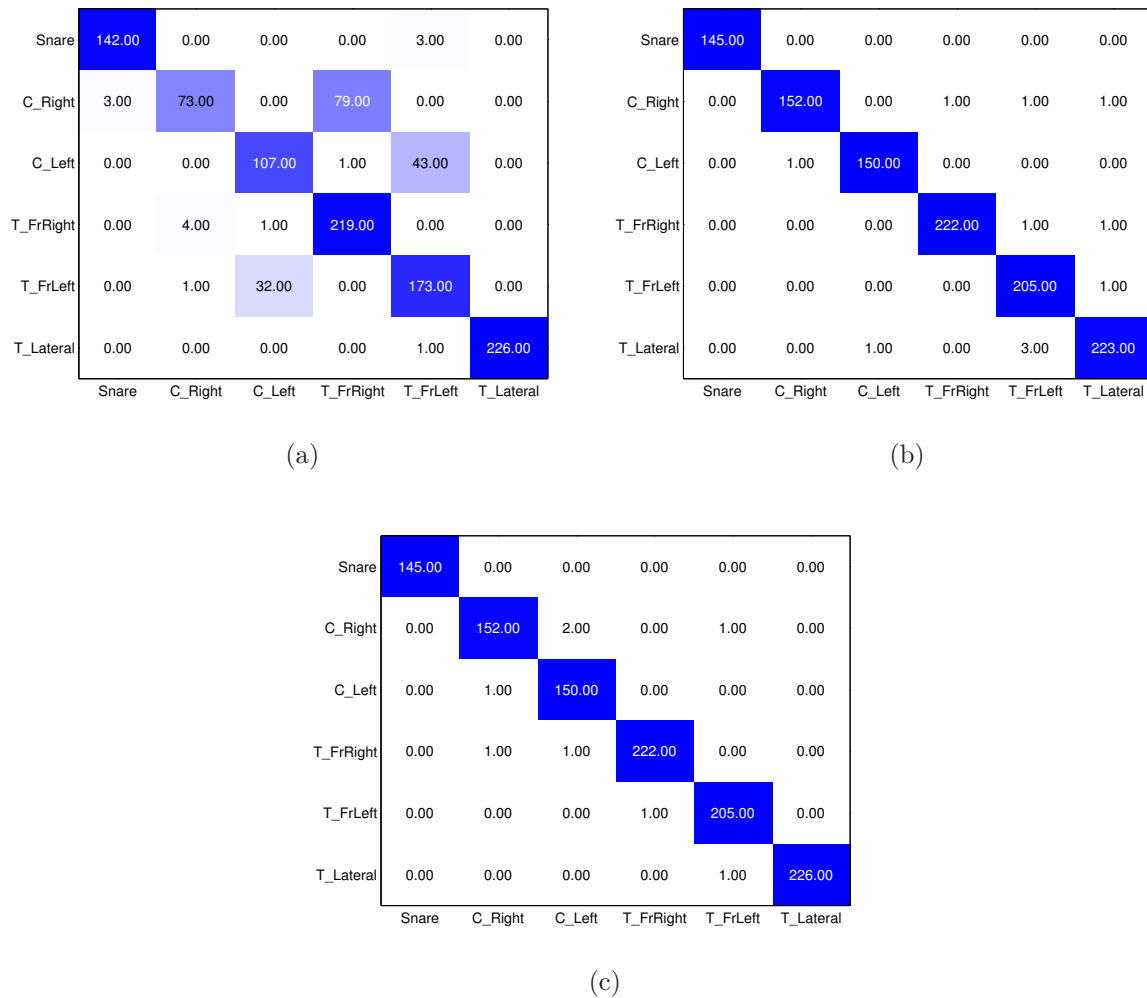 Snare 142.00 0.00 0.00 0.00 3.00 0.00
C_Right 3.00 73.00 0.00 79.00 0.00 0.00
C_Left 0.00 0.00 107.00 1.00 43.00 0.00
T_FrRight 0.00 4.00 1.00 219.00 0.00 0.00
T_FrLeft 0.00 1.00 32.00 0.00 173.00 0.00
T_Lateral 0.00 0.00 0.00 0.00 1.00 226.00
Snare C_Right C_Left T_FrRight T_FrLeft T_Lateral
(a)
Snare 145.00 0.00 0.00 0.00 0.00 0.00
C_Right 0.00 152.00 0.00 1.00 1.00 1.00
C_Left 0.00 1.00 150.00 0.00 0.00 0.00
T_FrRight 0.00 0.00 0.00 222.00 1.00 1.00
T_FrLeft 0.00 0.00 0.00 0.00 205.00 1.00
T_Lateral 0.00 0.00 1.00 0.00 3.00 223.00
Snare C_Right C_Left T_FrRight T_FrLeft T_Lateral
(b)
Snare 145.00 0.00 0.00 0.00 0.00 0.00
C_Right 0.00 152.00 2.00 0.00 1.00 0.00
C_Left 0.00 1.00 150.00 0.00 0.00 0.00
T_FrRight 0.00 1.00 1.00 222.00 0.00 0.00
T_FrLeft 0.00 0.00 0.00 1.00 205.00 0.00
T_Lateral 0.00 0.00 0.00 0.00 1.00 226.00
Snare C_Right C_Left T_FrRight T_FrLeft T_Lateral
(c)